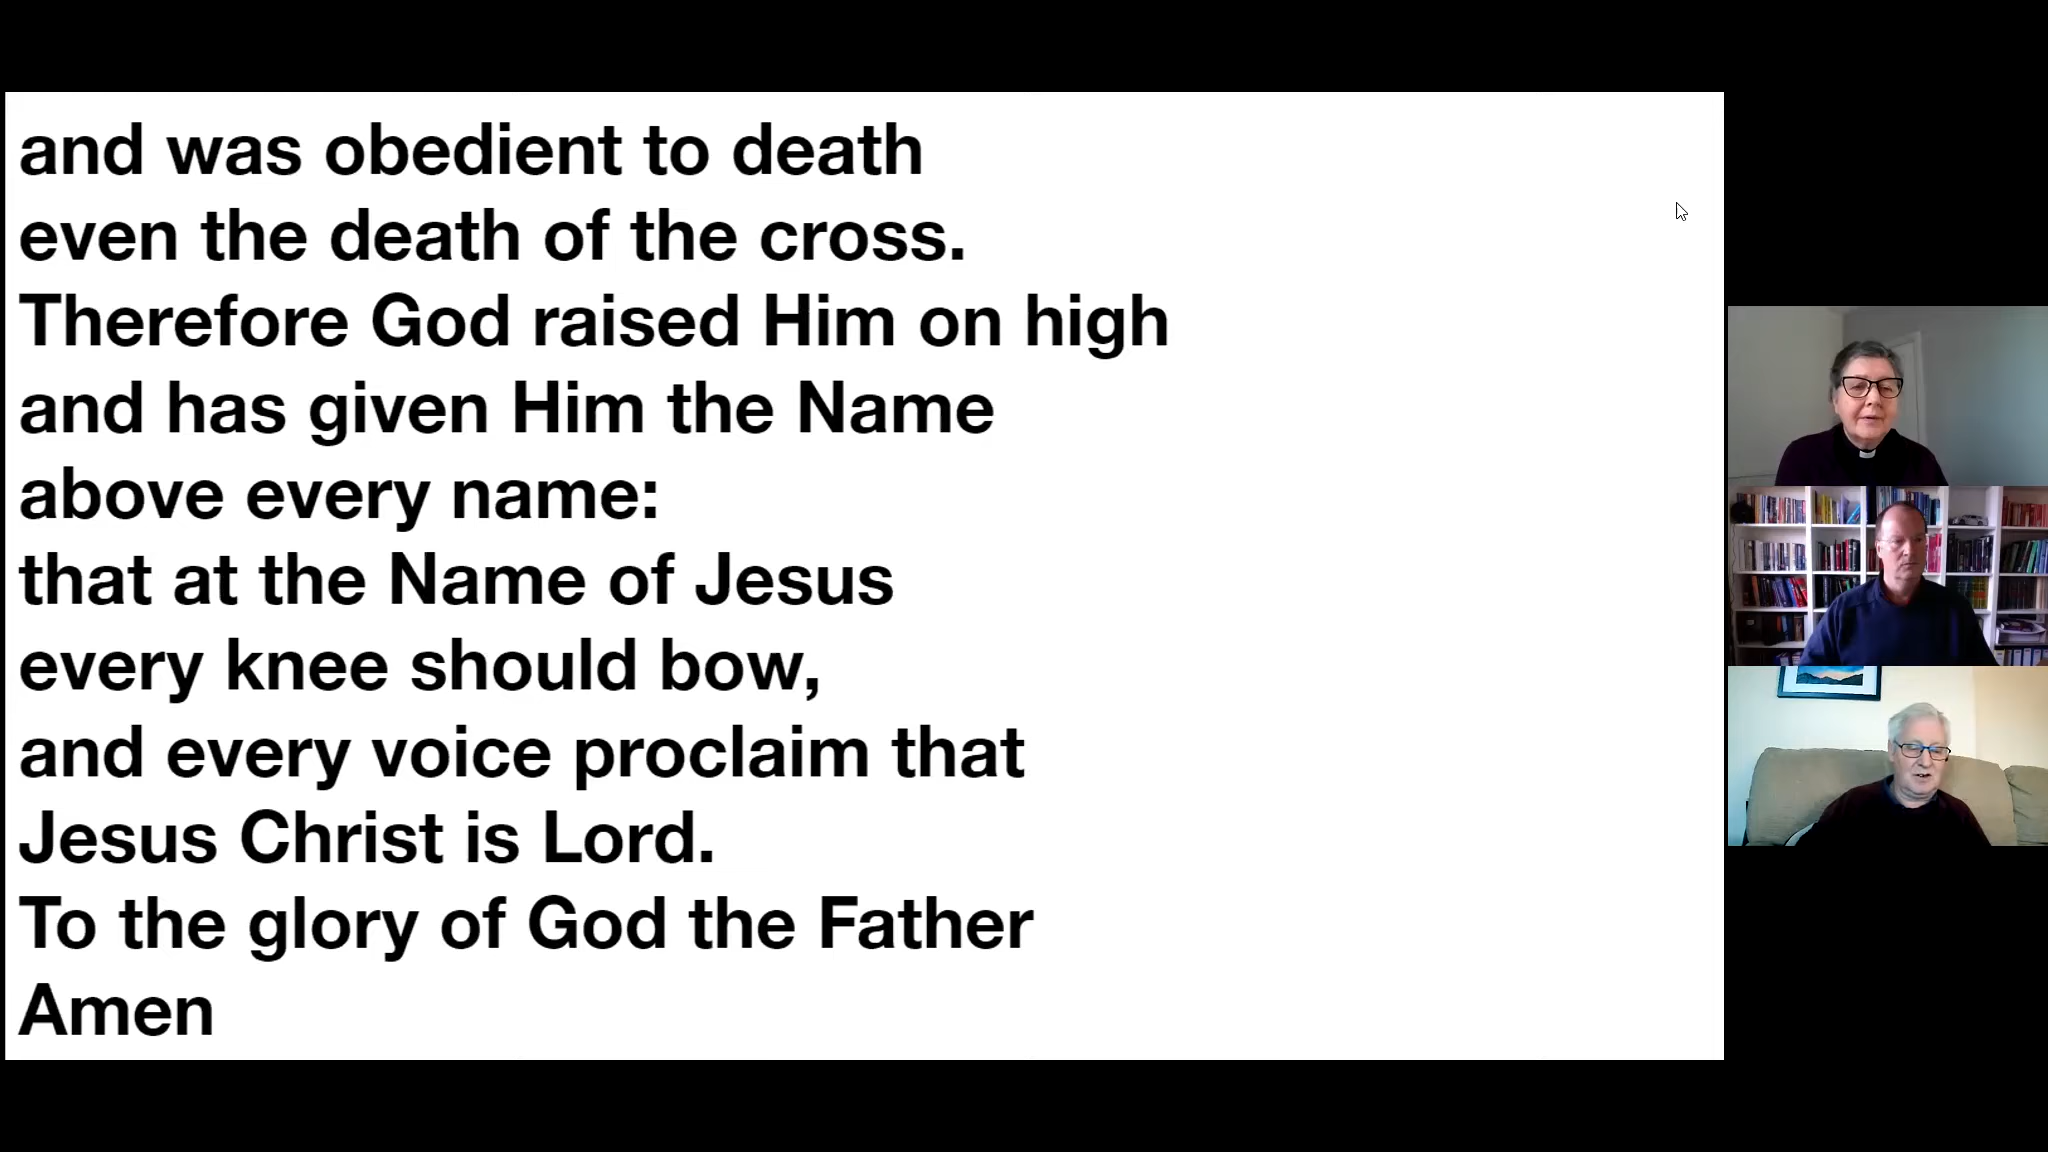 and was obedient to death
even the death of the cross.
Therefore God raised Him on high
and has given Him the Name
above every name:
that at the Name of Jesus
every knee should bow,
and every voice proclaim that
Jesus Christ is Lord.
To the glory of God the Father
Amen